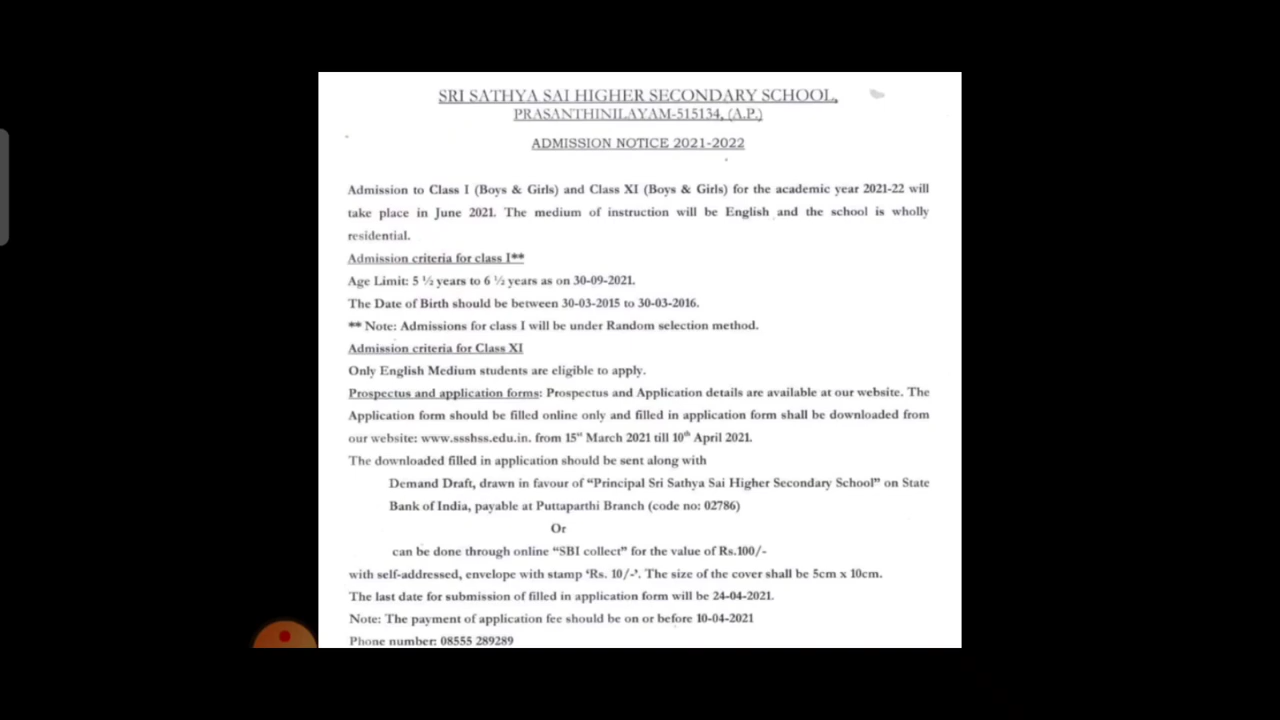 SRI SATHYA SAI HIGHER SECONDARY SCHOOL,
PRASANTHINILAYAM-515134, (A.P.)
ADMISSION NOTICE 2021-2022
Admission to Class I (Boys & Girls) and Class XI (Boys & Girls) for the academic year 2021-22 will
take place in June 2021. The medium of instruction will be English and the school is wholly
residential.
Admission criteria for class I**
Age Limit: 5 ½ years to 6 ½ years as on 30-09-2021.
The Date of Birth should be between 30-03-2015 to 30-03-2016.
** Note: Admissions for class I will be under Random selection method.
Admission criteria for Class XI
Only English Medium students are eligible to apply.
Prospectus and application forms: Prospectus and Application details are available at our website. The
Application form should be filled online only and filled in application form shall be downloaded from
our website: www.ssshss.edu.in. from 15st March 2021 till 10th April 2021.
The downloaded filled in application should be sent along with
Demand Draft, drawn in favour of “Principal Sri Sathya Sai Higher Secondary School” on State
Bank of India, payable at Puttaparthi Branch (code no: 02786)
Or
can be done through online “SBI collect” for the value of Rs.100/-
with self-addressed, envelope with stamp ‘Rs. 10/-’. The size of the cover shall be 5cm x 10cm.
The last date for submission of filled in application form will be 24-04-2021.
Note: The payment of application fee should be on or before 10-04-2021
Phone number: 08555 289289